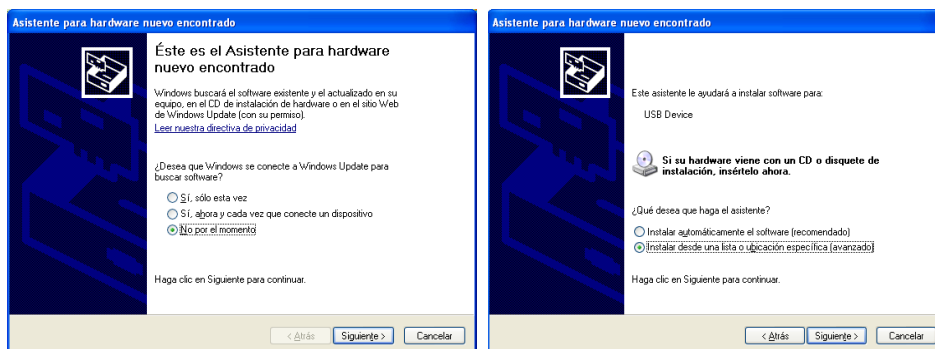 Asistente para hardware nuevo encontrado
Éste es el Asistente para hardware
nuevo encontrado
Windows buscará el software existente y el actualizado en su
equipo, en el CD de instalación de hardware o en el sitio Web
de Windows Update (con su permiso).
Leer nuestra directiva de privacidad
¿Desea que Windows se conecte a Windows Update para
buscar software?
Sí, sólo esta vez
Sí, ahora y cada vez que conecte un dispositivo
No por el momento
Haga clic en Siguiente para continuar.
< Atrás
Siguiente >
Cancelar
Asistente para hardware nuevo encontrado
Este asistente le ayudará a instalar software para:
USB Device
Si su hardware viene con un CD o disquete de
instalación, insértelo ahora.
¿Qué desea que haga el asistente?
Instalar automáticamente el software (recomendado)
Instalar desde una lista o ubicación específica (avanzado)
Haga clic en Siguiente para continuar.
< Atrás
Siguiente >
Cancelar